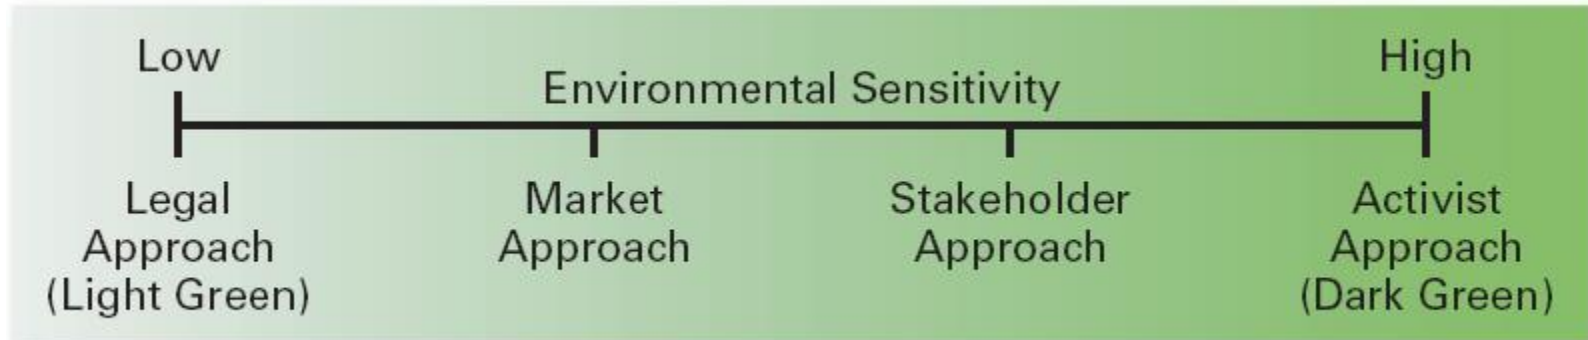 Low
High
Environmental Sensitivity
Legal
Approach
(Light Green)
Market
Approach
Stakeholder
Approach
Activist
Approach
(Dark Green)